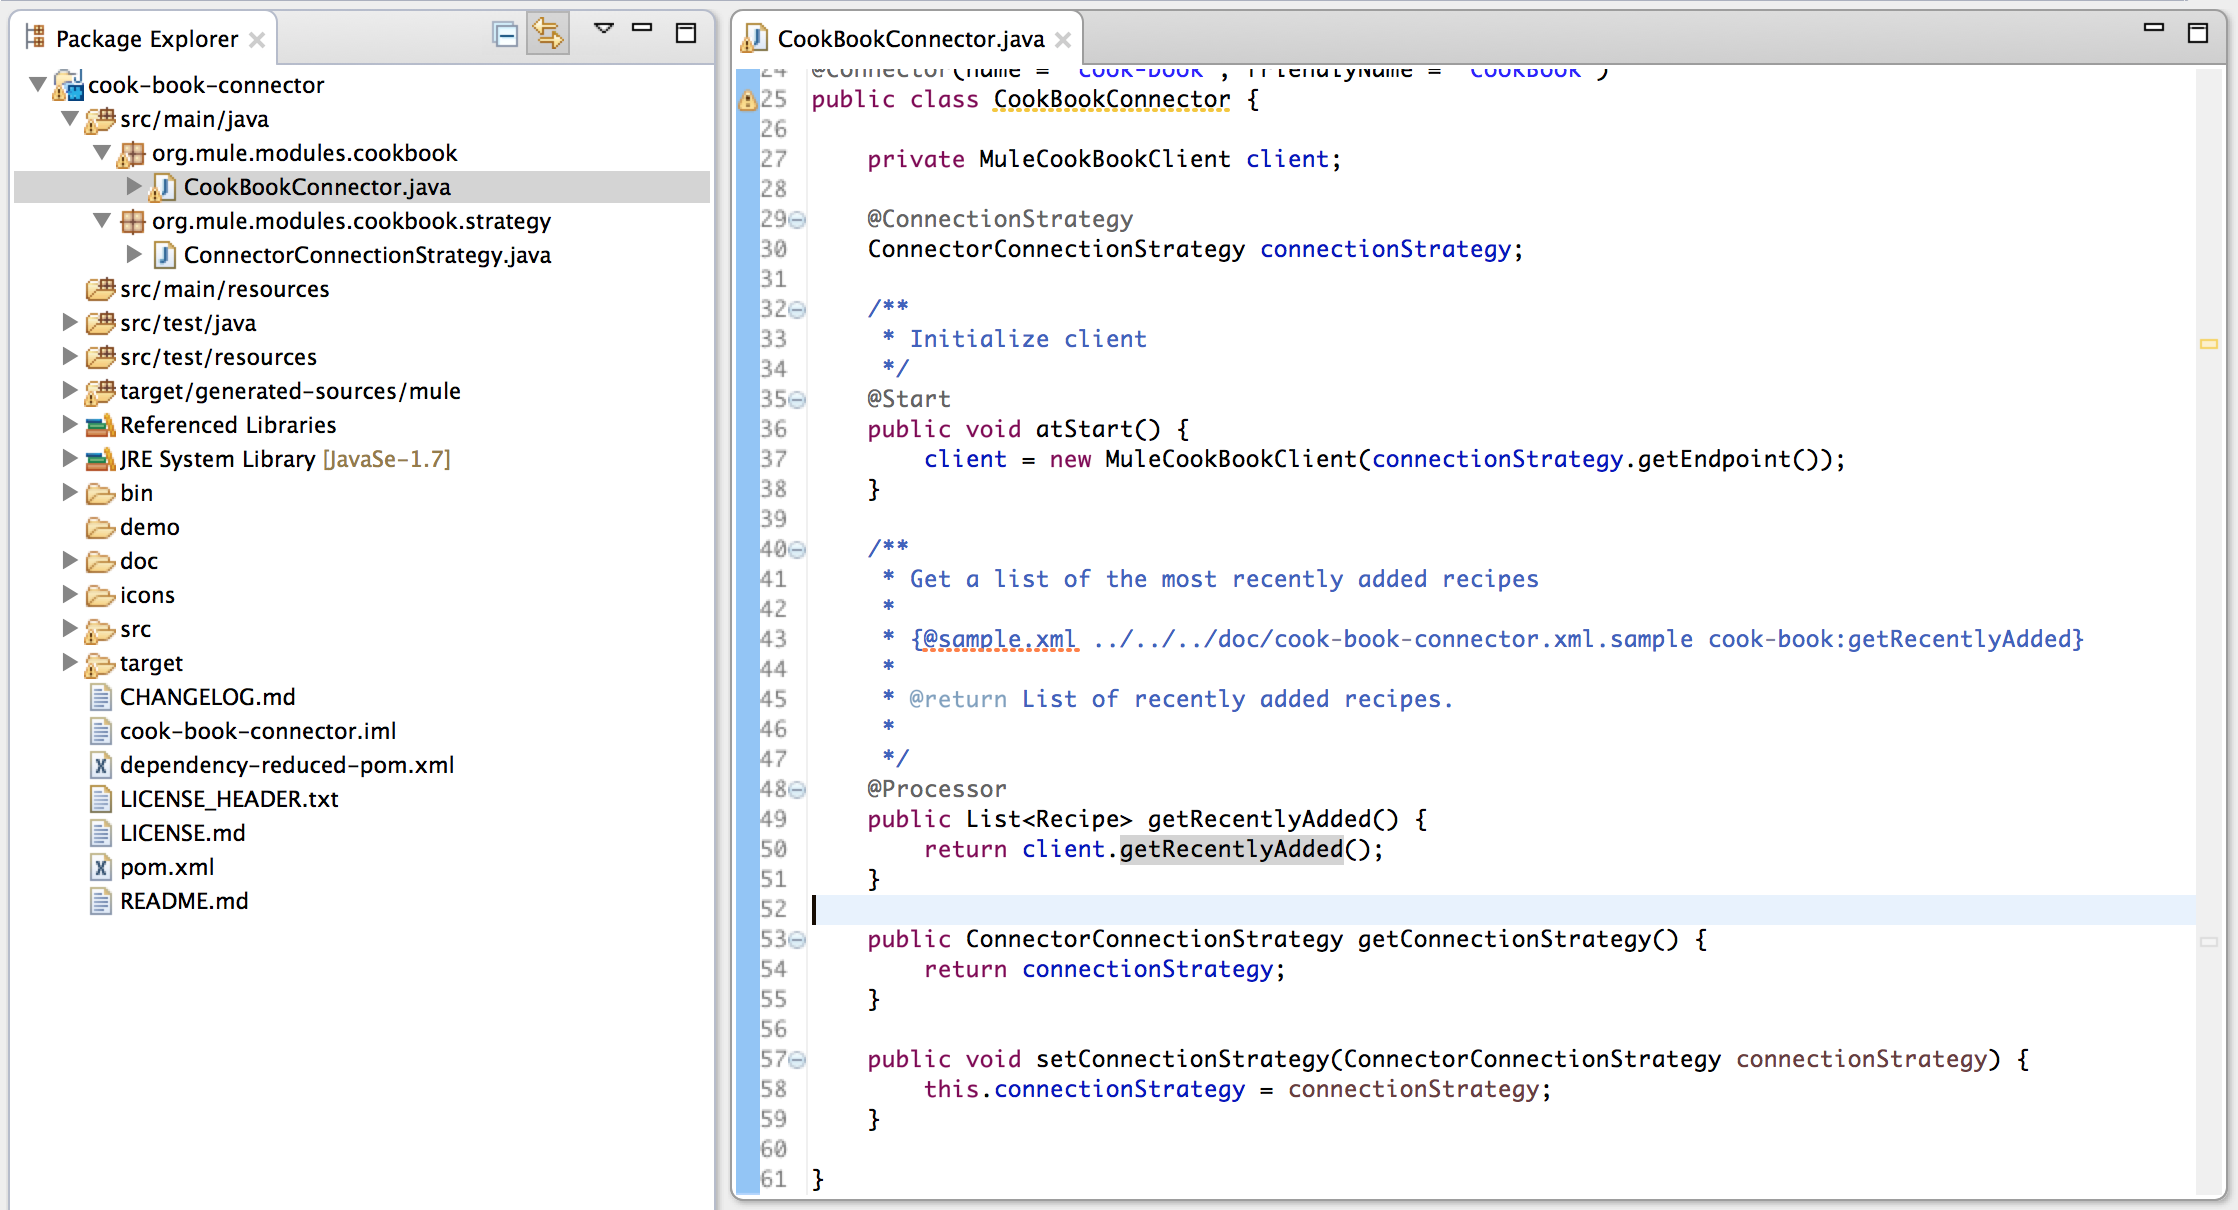 Package Explorer
cook-book-connector
src/main/java
org.mule.modules.cookbook
CookBookConnector.java
org.mule.modules.cookbook.strategy
ConnectorConnectionStrategy.java
src/main/resources
src/test/java
src/test/resources
target/generated-sources/mule
Referenced Libraries
JRE System Library [JavaSe-1.7]
bin
demo
doc
icons
src
target
CHANGELOG.md
cook-book-connector.iml
dependency-reduced-pom.xml
LICENSE_HEADER.txt
LICENSE.md
pom.xml
README.md
CookBookConnector.java
24 @Connector(name = "cook-book", friendlyName = "CookBook")
25 public class CookBookConnector {
26
27 private MuleCookBookClient client;
28
29 @ConnectionStrategy
30 ConnectorConnectionStrategy connectionStrategy;
31
32 /**
33 * Initialize client
34 */
35 @Start
36 public void atStart() {
37 client = new MuleCookBookClient(connectionStrategy.getEndpoint());
38 }
39
40 /**
41 * Get a list of the most recently added recipes
42 *
43 * {@sample.xml ../../../doc/cook-book-connector.xml.sample cook-book:getRecentlyAdded}
44 *
45 * @return List of recently added recipes.
46 *
47 */
48 @Processor
49 public List<Recipe> getRecentlyAdded() {
50 return client.getRecentlyAdded();
51 }
52
53 public ConnectorConnectionStrategy getConnectionStrategy() {
54 return connectionStrategy;
55 }
56
57 public void setConnectionStrategy(ConnectorConnectionStrategy connectionStrategy) {
58 this.connectionStrategy = connectionStrategy;
59 }
60
61 }